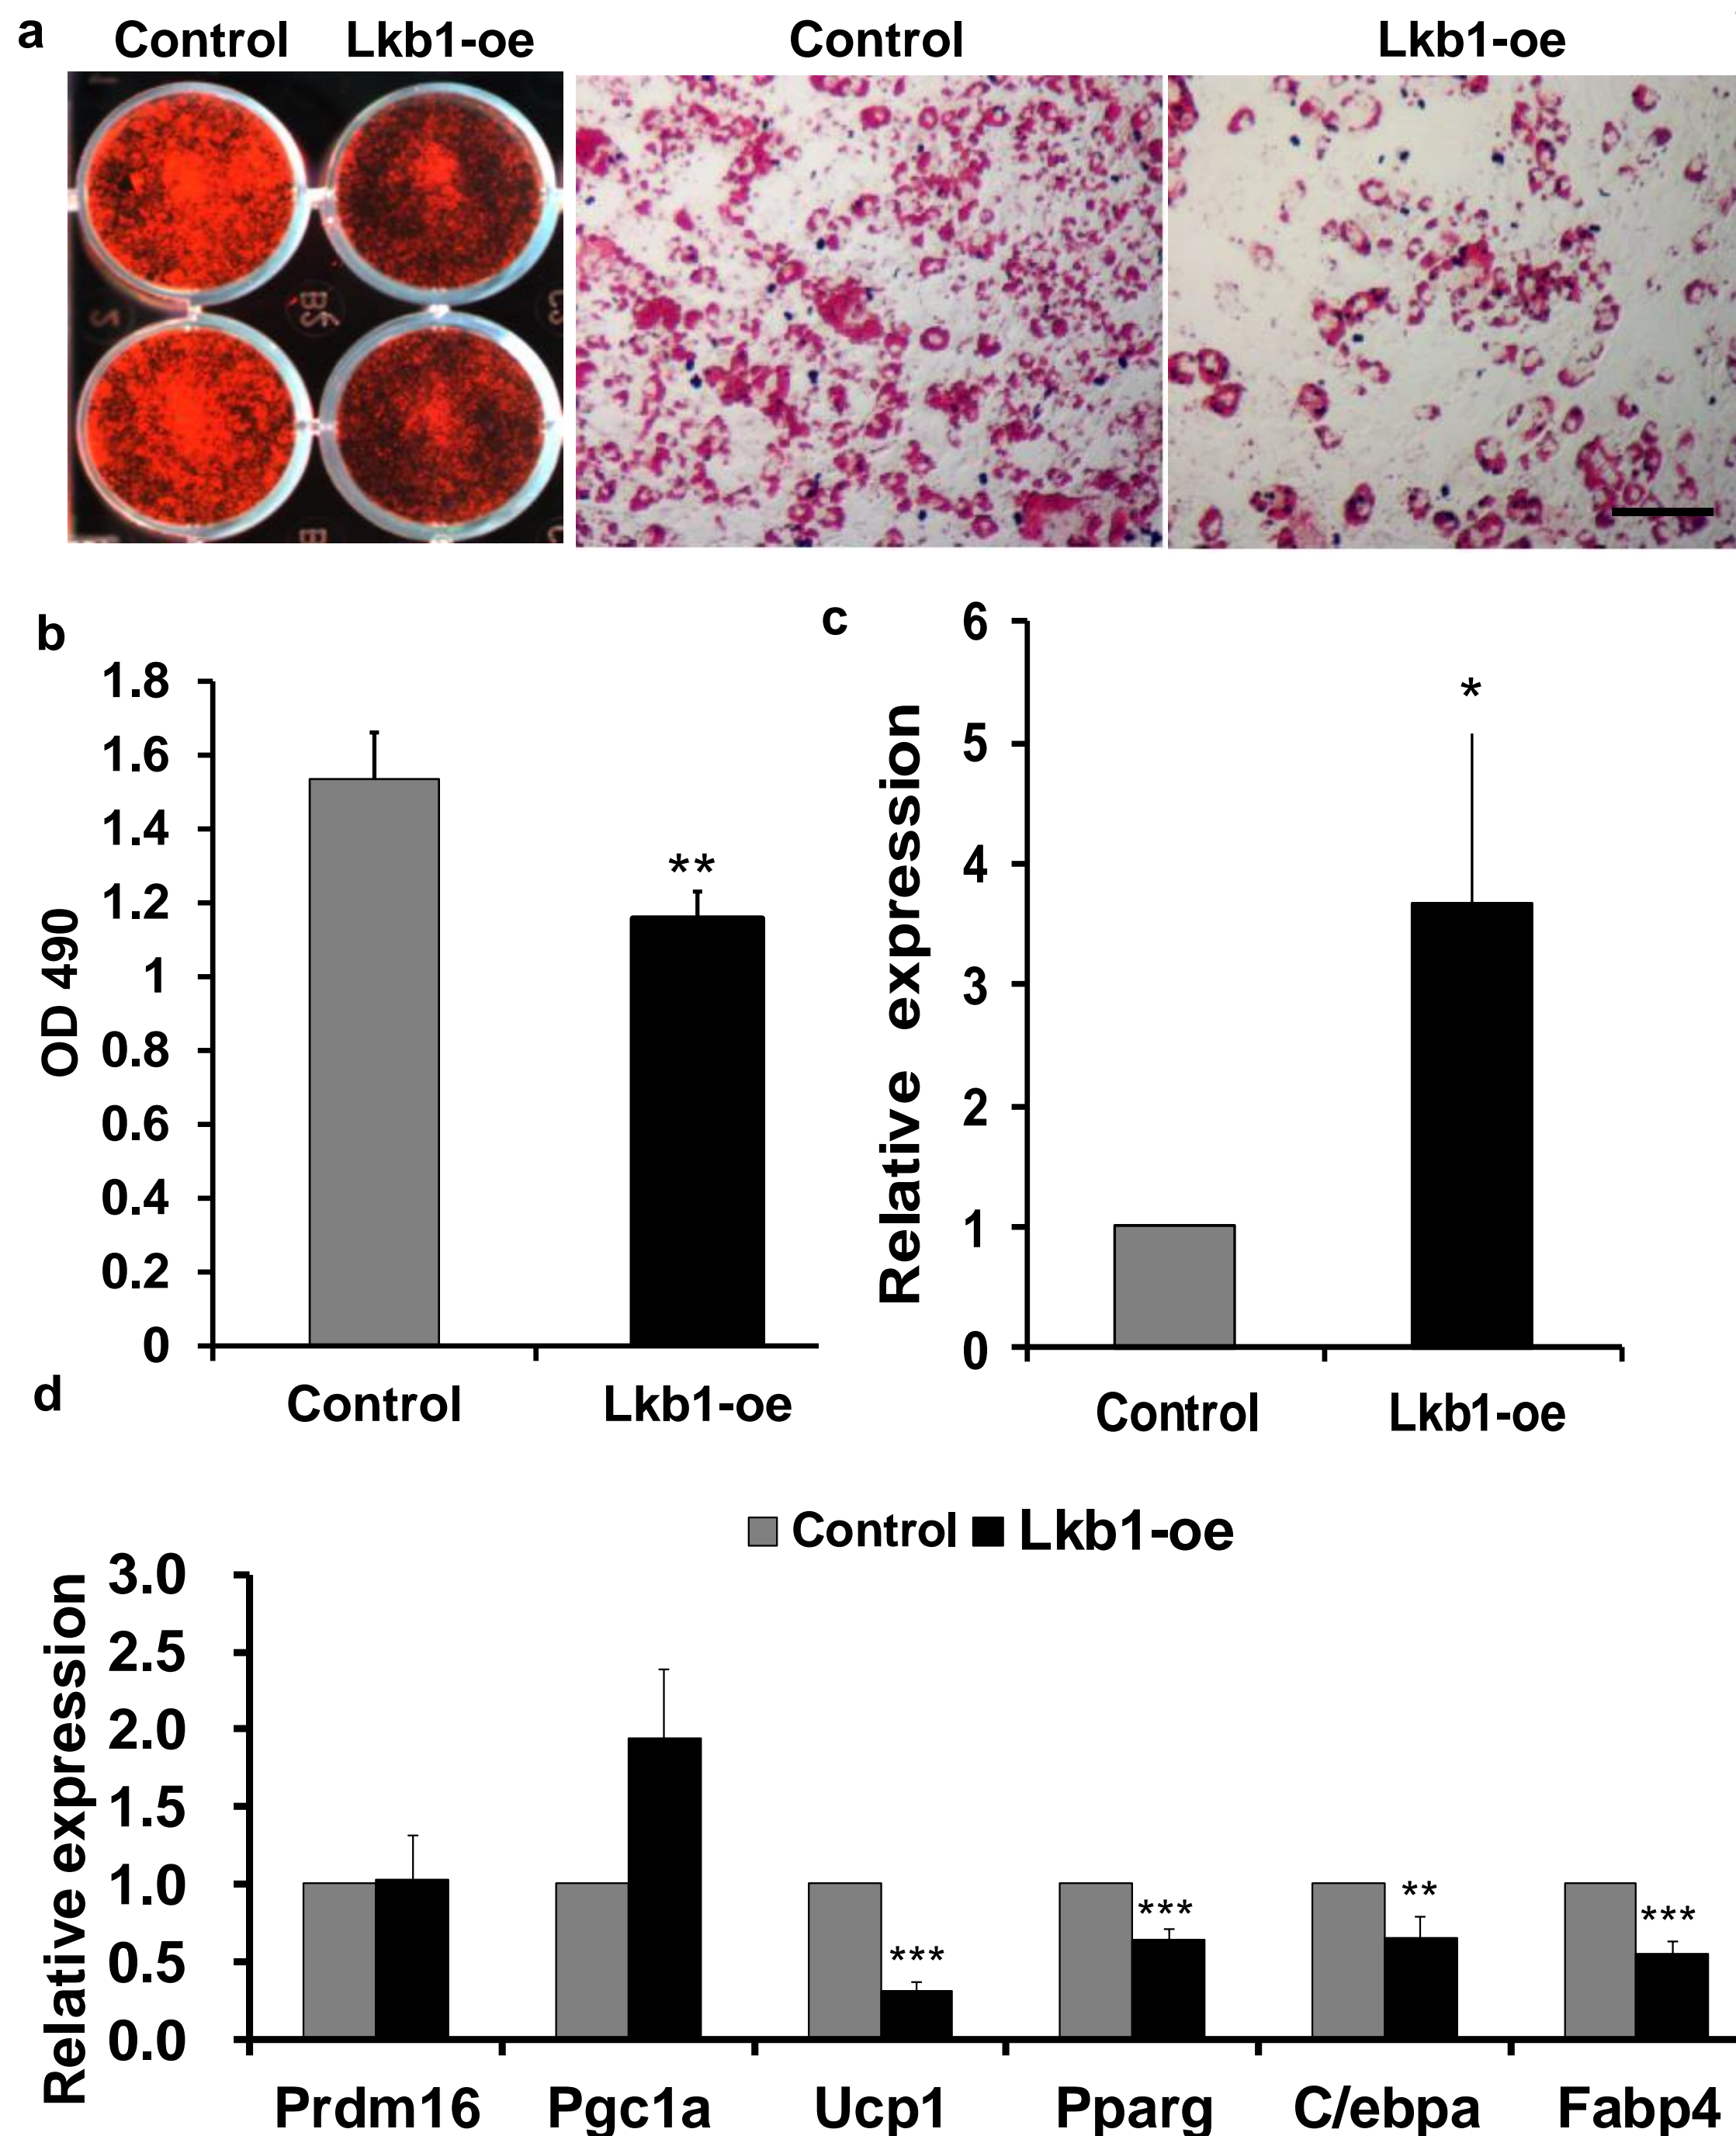 a
Control Lkb1-oe
Control
Lkb1-oe
b
1.8
1.6
1.4
1.2
1
0.8
0.6
0.4
0.2
0
OD 490
**
Control Lkb1-oe
c
6
5
4
3
2
1
0
Relative expression
*
Control Lkb1-oe
d
Control Lkb1-oe
3.0
2.5
2.0
1.5
1.0
0.5
0.0
Relative expression
*** *** ** ***
Prdm16 Pgc1a Ucp1 Pparg C/ebpa Fabp4